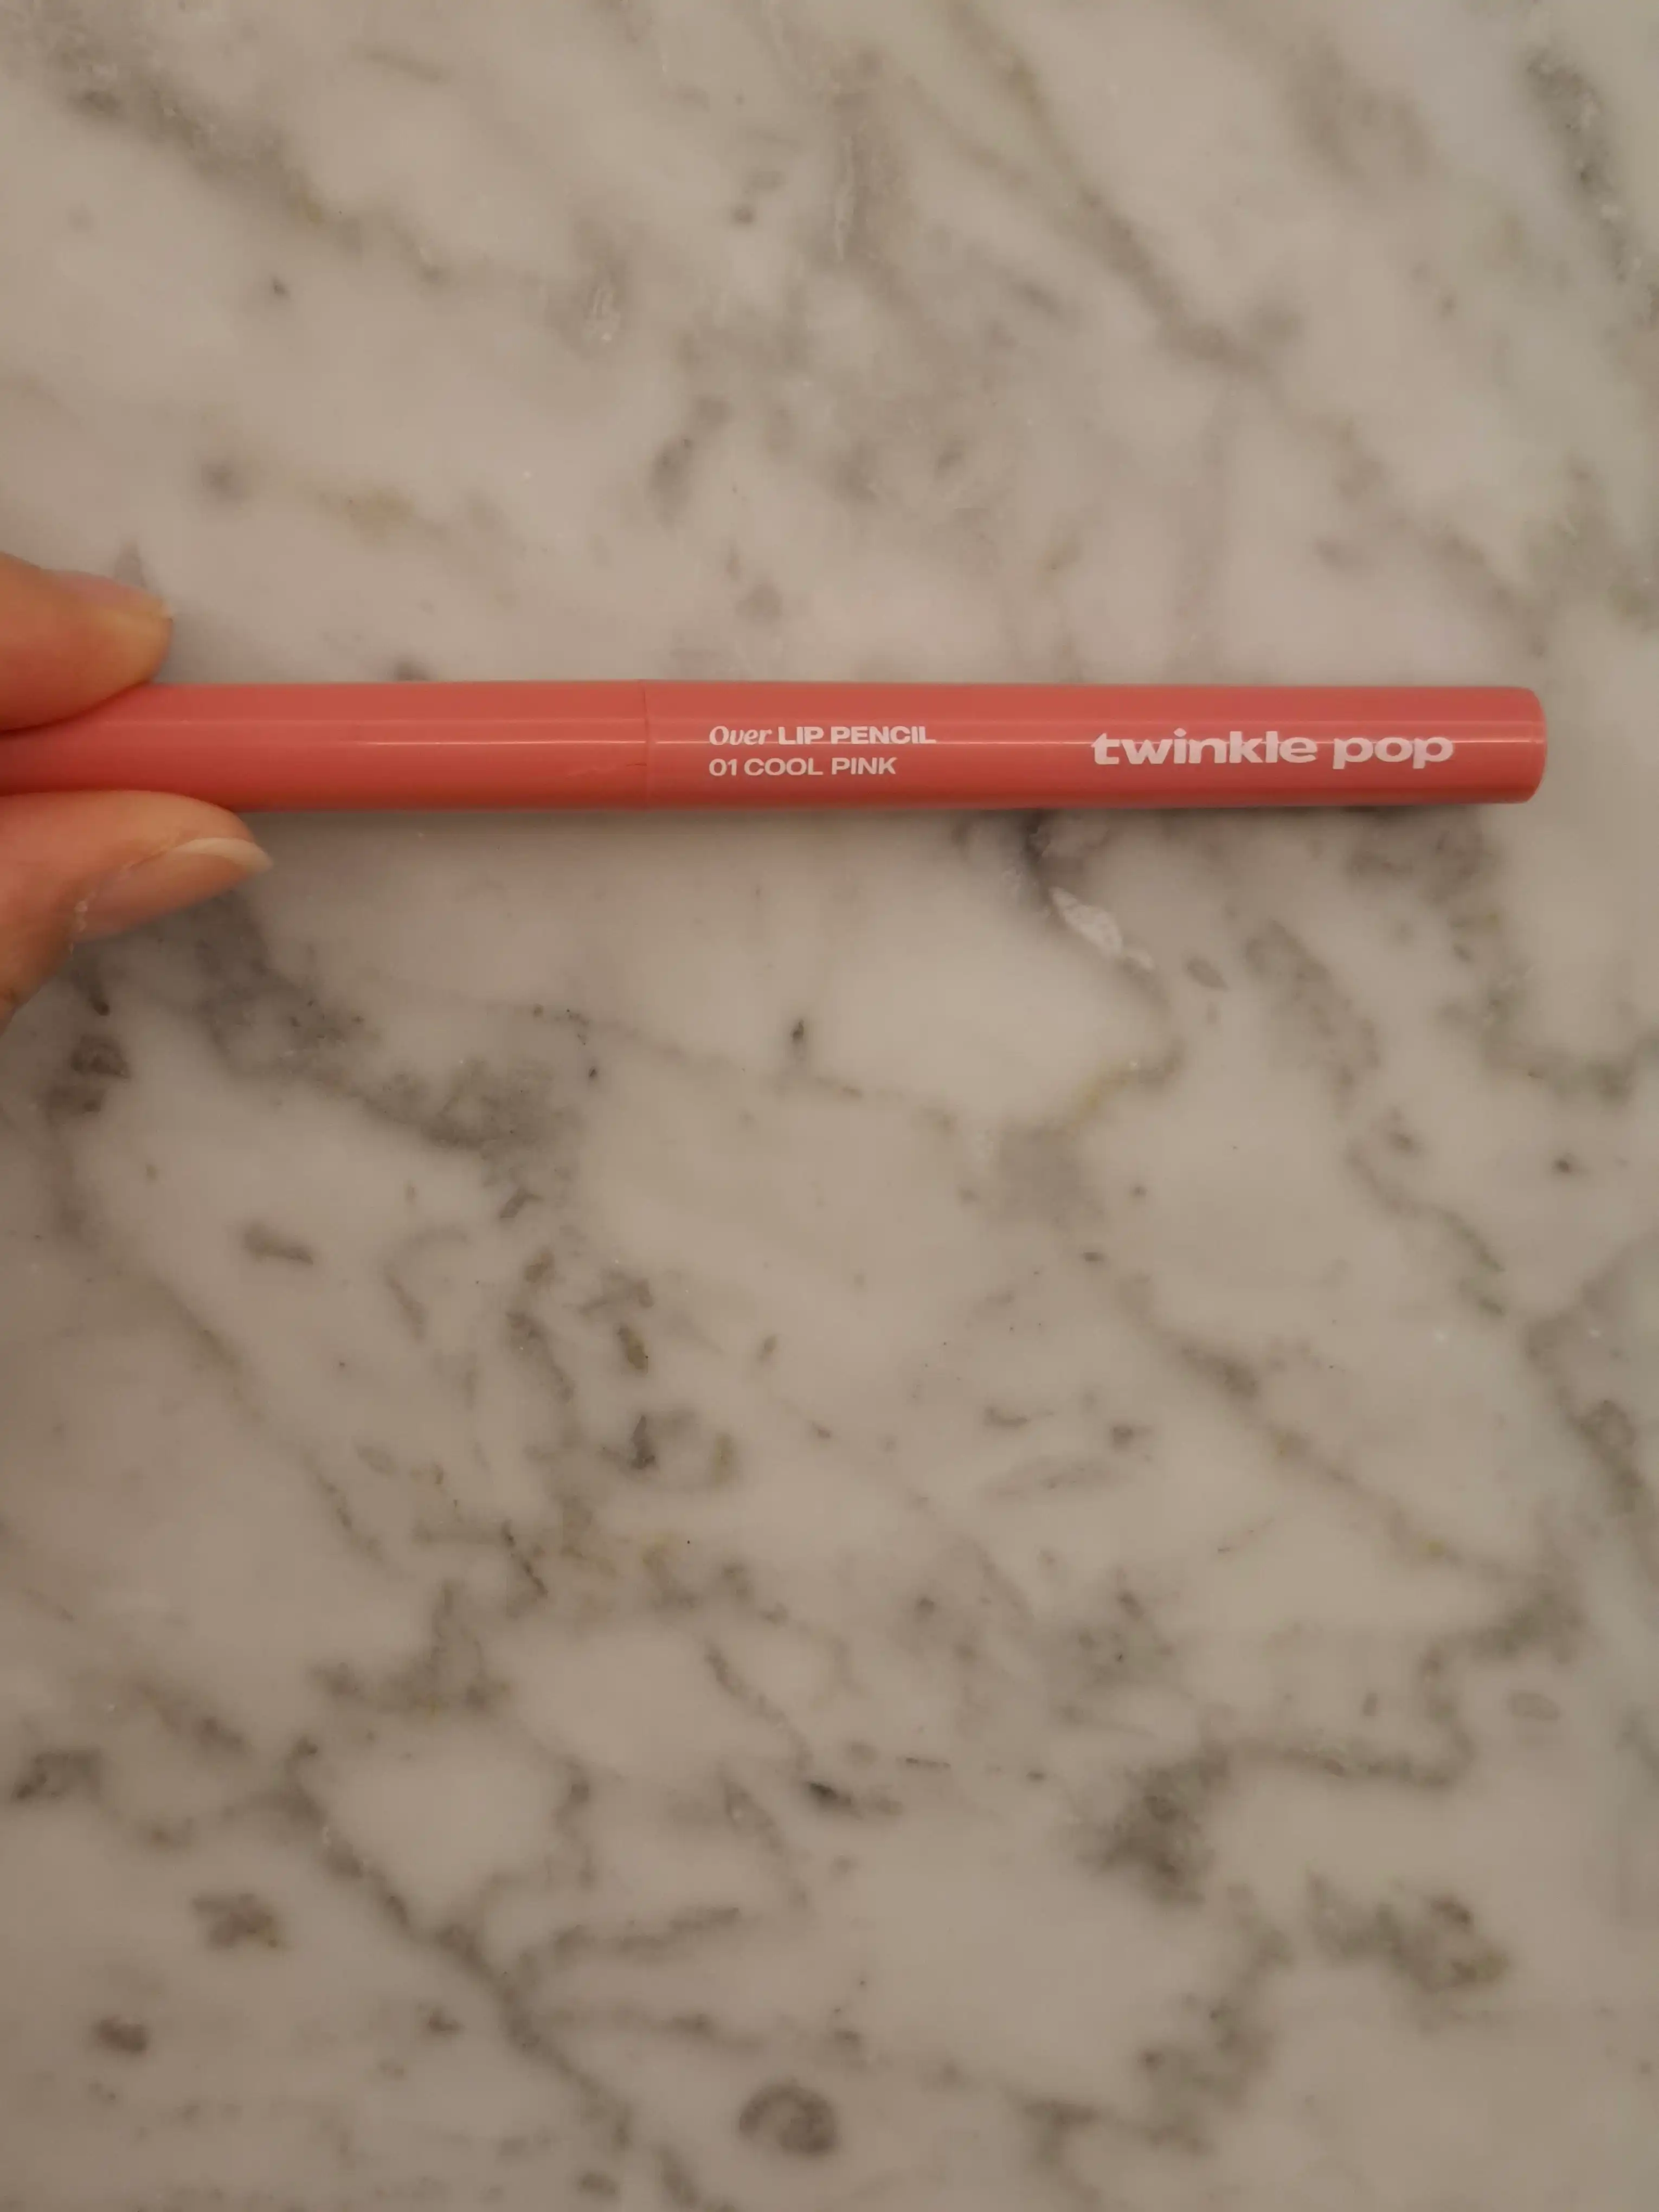 Over LIP PENCIL
01 COOL PINK
twinkle pop